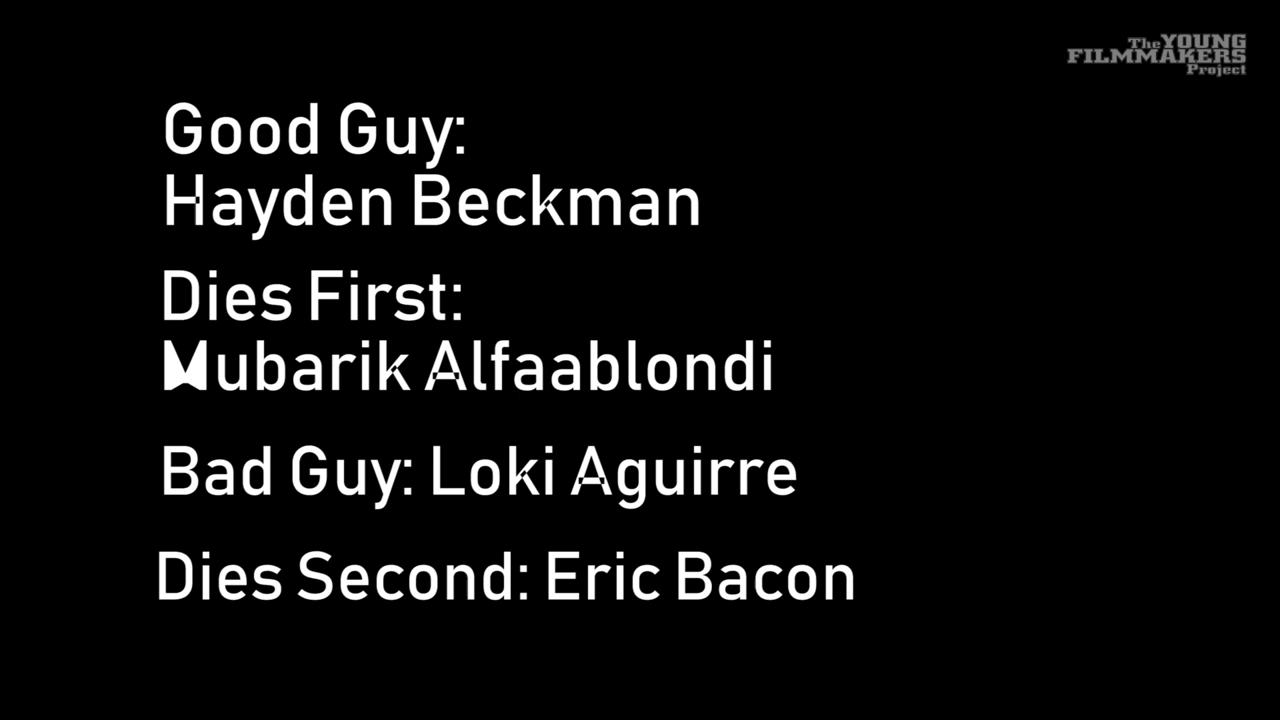 The YOUNG
FILMMAKERS
Project
Good Guy:
Hayden Beckman
Dies First:
Mubarik Alfaablondi
Bad Guy: Loki Aguirre
Dies Second: Eric Bacon